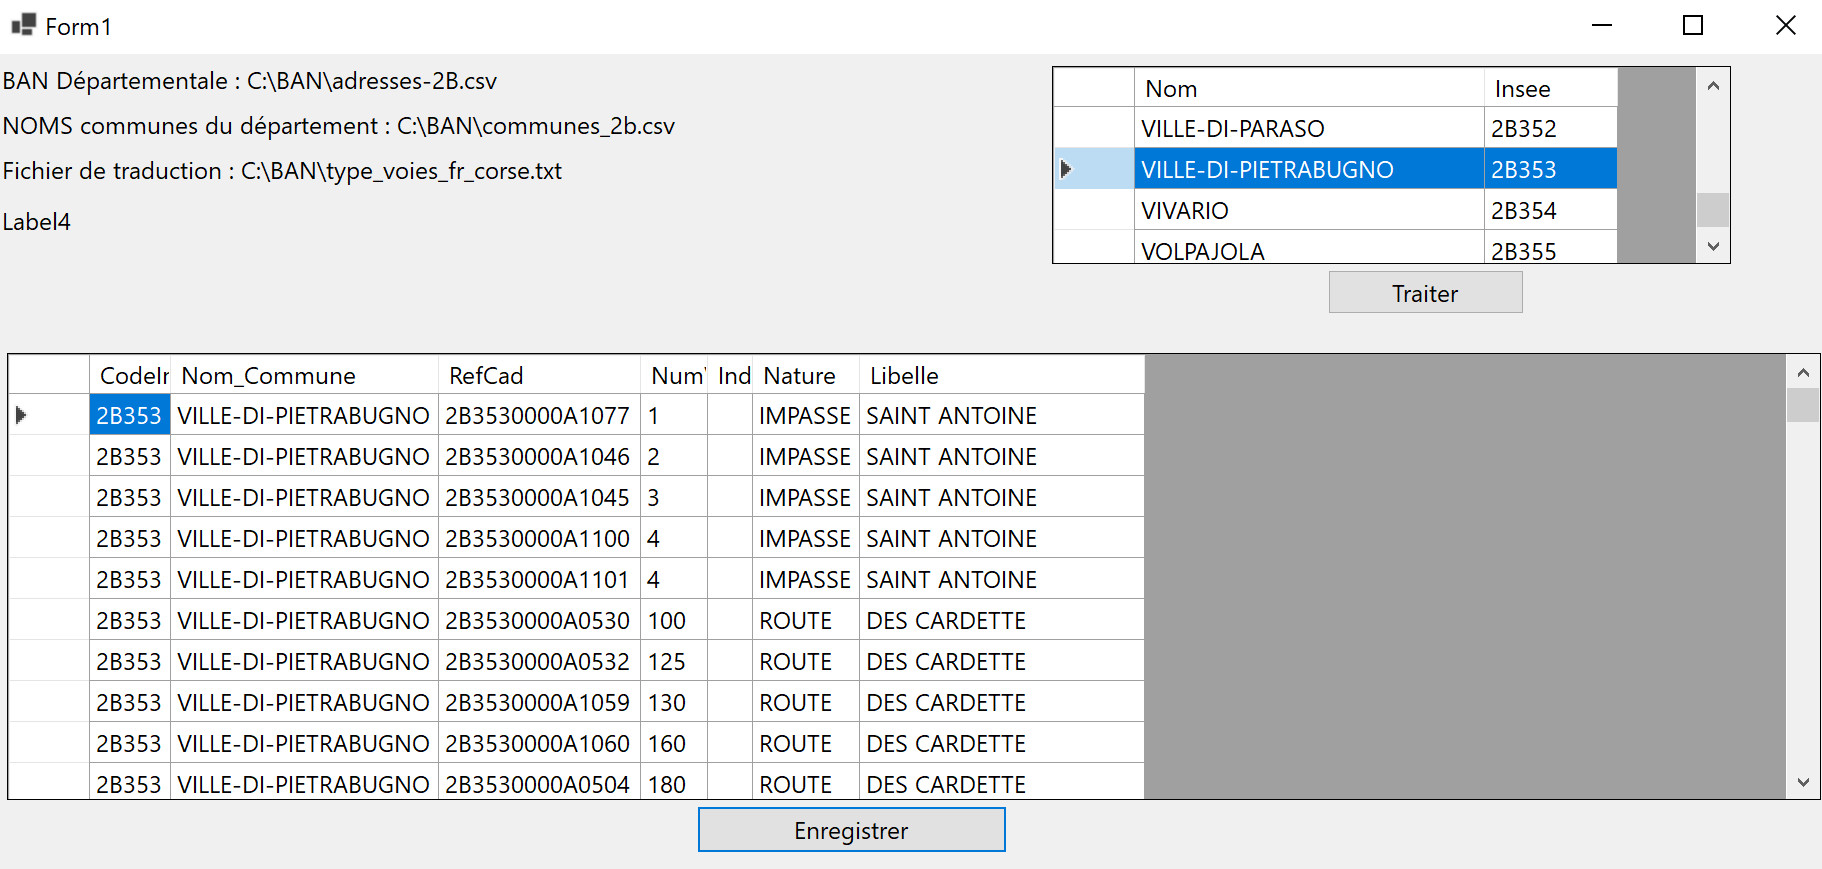 Form1
BAN Départementale : C:\BAN\adresses-2B.csv
NOMS communes du département : C:\BAN\communes_2b.csv
Fichier de traduction : C:\BAN\type_voies_fr_corse.txt
Label4
Nom Insee
VILLE-DI-PARASO 2B352
VILLE-DI-PIETRABUGNO 2B353
VIVARIO 2B354
VOLPAJOLA 2B355
Traiter
CodeIn Nom_Commune RefCad NumV Ind Nature Libelle
2B353 VILLE-DI-PIETRABUGNO 2B3530000A1077 1 IMPASSE SAINT ANTOINE
2B353 VILLE-DI-PIETRABUGNO 2B3530000A1046 2 IMPASSE SAINT ANTOINE
2B353 VILLE-DI-PIETRABUGNO 2B3530000A1045 3 IMPASSE SAINT ANTOINE
2B353 VILLE-DI-PIETRABUGNO 2B3530000A1100 4 IMPASSE SAINT ANTOINE
2B353 VILLE-DI-PIETRABUGNO 2B3530000A1101 4 IMPASSE SAINT ANTOINE
2B353 VILLE-DI-PIETRABUGNO 2B3530000A0530 100 ROUTE DES CARDETTE
2B353 VILLE-DI-PIETRABUGNO 2B3530000A0532 125 ROUTE DES CARDETTE
2B353 VILLE-DI-PIETRABUGNO 2B3530000A1059 130 ROUTE DES CARDETTE
2B353 VILLE-DI-PIETRABUGNO 2B3530000A1060 160 ROUTE DES CARDETTE
2B353 VILLE-DI-PIETRABUGNO 2B3530000A0504 180 ROUTE DES CARDETTE
Enregistrer